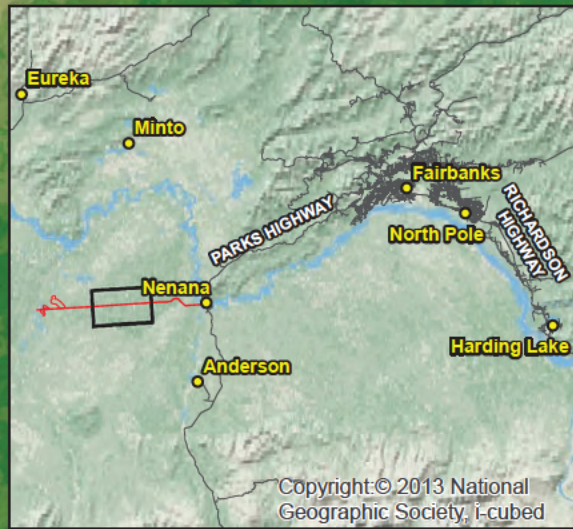 Eureka
Minto
Fairbanks
PARKS HIGHWAY
North Pole
RICHARDSON
HIGHWAY
Nenana
Harding Lake
Anderson
Copyright:© 2013 National
Geographic Society, i-cubed